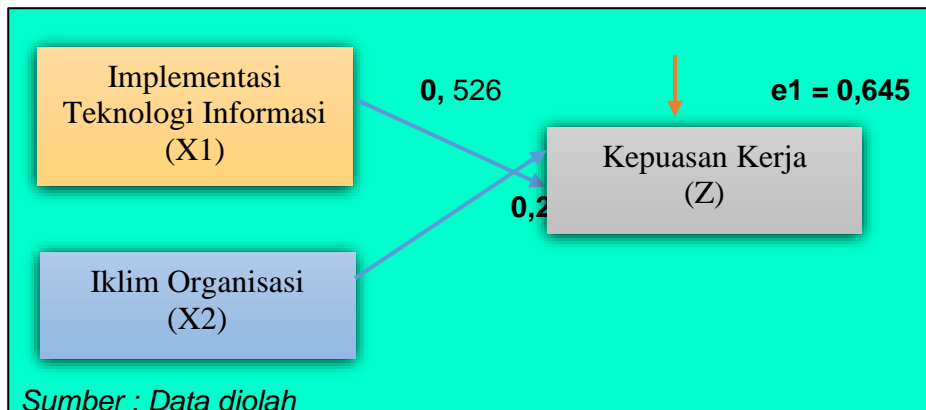 Implementasi
Teknologi Informasi
(X1)
0, 526
e1 = 0,645
Kepuasan Kerja
(Z)
0,2
Iklim Organisasi
(X2)
Sumber : Data diolah